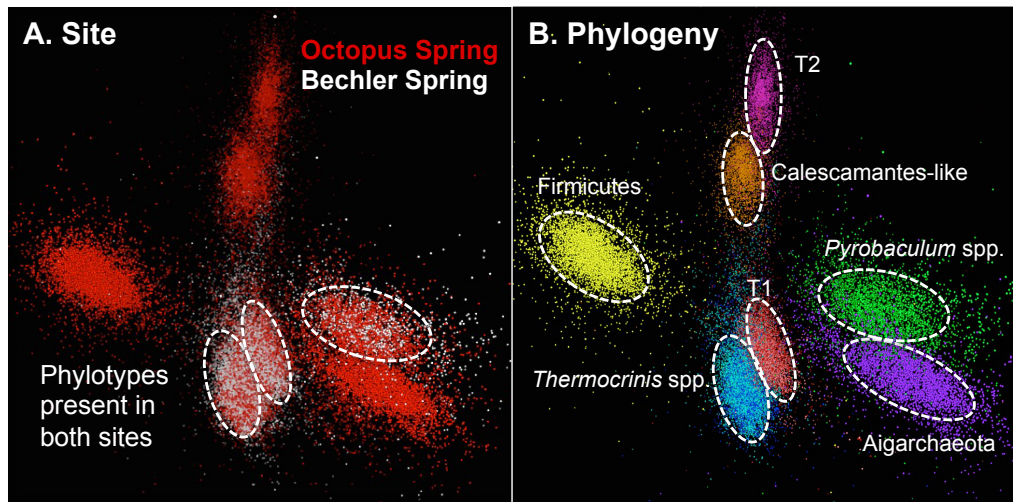 A. Site
Octopus Spring
Bechler Spring
Phylotypes
present in
both sites
B. Phylogeny
T2
Calescamantes-like
Firmicutes
Pyrobaculum spp.
T1
Thermocrinis spp.
Aigarchaeota